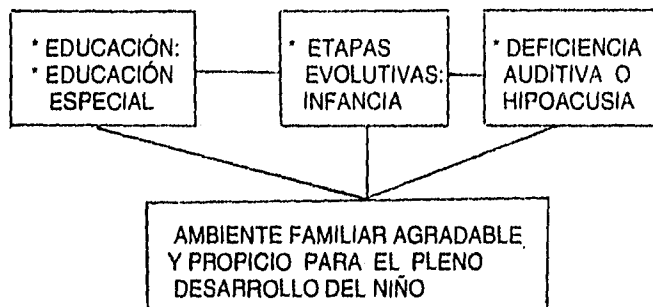 * EDUCACIÓN:
* EDUCACIÓN
ESPECIAL
* ETAPAS
EVOLUTIVAS:
INFANCIA
* DEFICIENCIA
AUDITIVA O
HIPOACUSIA
AMBIENTE FAMILIAR AGRADABLE
Y PROPICIO PARA EL PLENO
DESARROLLO DEL NIÑO